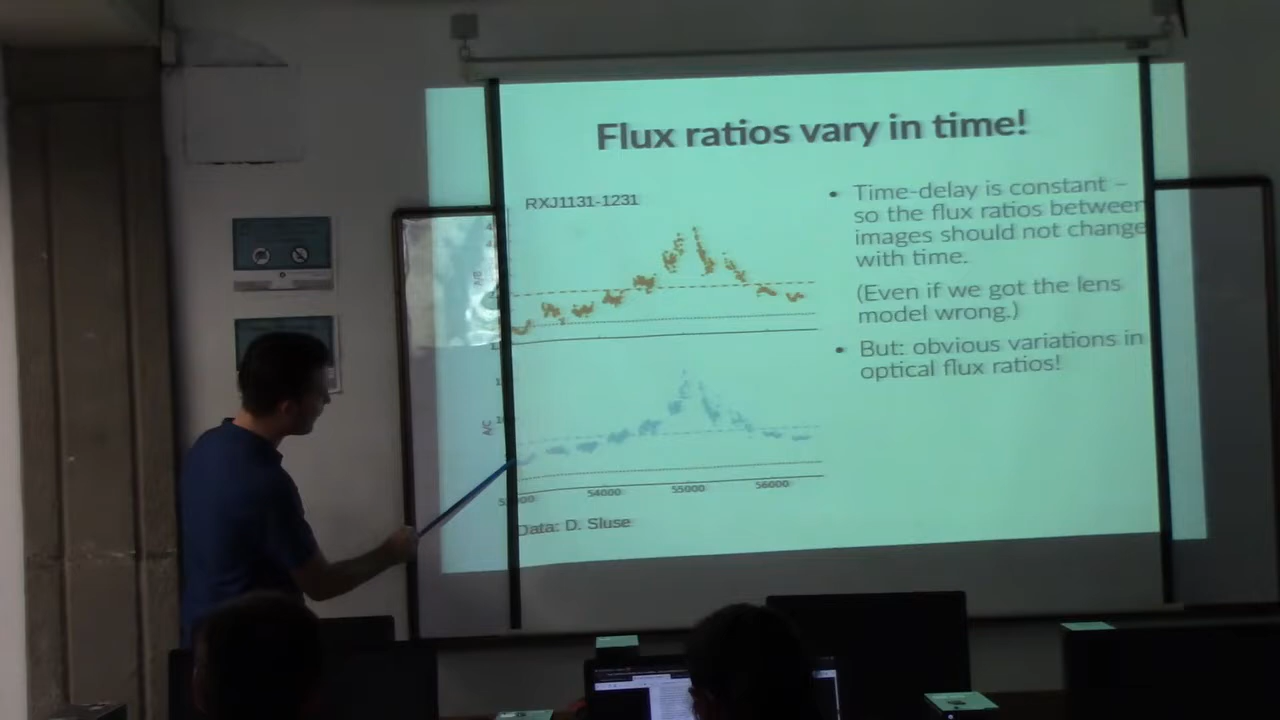 Flux ratios vary in time!
RXJ1131-1231
Time-delay is constant –
so the flux ratios between
images should not change
with time.
(Even if we got the lens
model wrong.)
But: obvious variations in
optical flux ratios!
A/B
A/C
54000
55000
56000
Data: D. Sluse